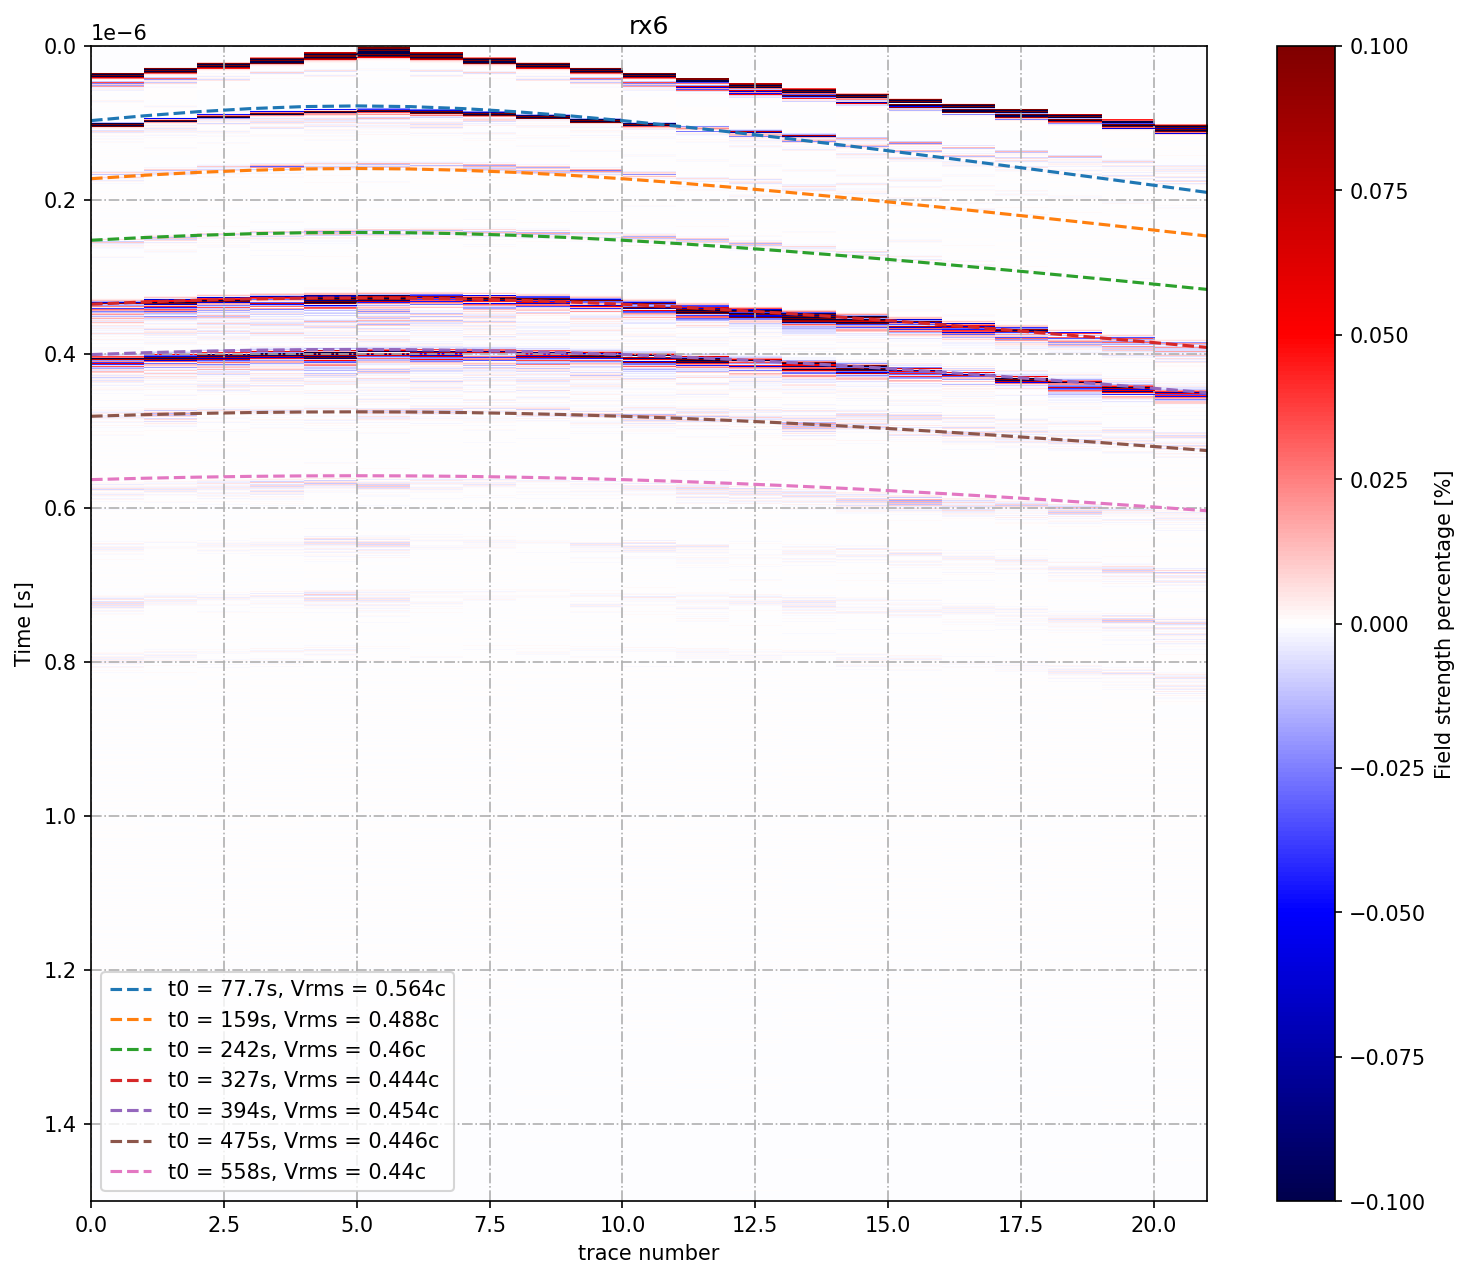 rx6
1e−6
0.0
0.2
0.4
0.6
0.8
1.0
1.2
1.4
Time [s]
t0 = 77.7s, Vrms = 0.564c
t0 = 159s, Vrms = 0.488c
t0 = 242s, Vrms = 0.46c
t0 = 327s, Vrms = 0.444c
t0 = 394s, Vrms = 0.454c
t0 = 475s, Vrms = 0.446c
t0 = 558s, Vrms = 0.44c
0.0 2.5 5.0 7.5 10.0 12.5 15.0 17.5 20.0
trace number
0.100
0.075
0.050
0.025
0.000
−0.025
−0.050
−0.075
−0.100
Field strength percentage [%]